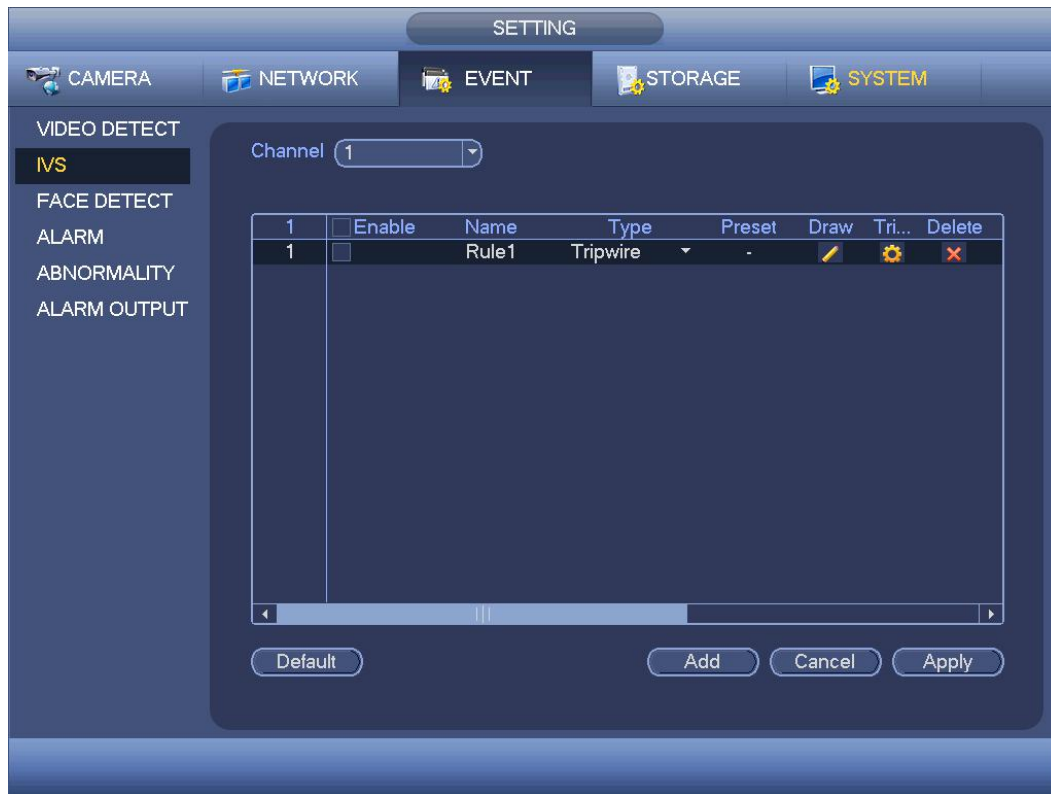 SETTING
CAMERA NETWORK EVENT STORAGE SYSTEM
VIDEO DETECT
IVS
FACE DETECT
ALARM
ABNORMALITY
ALARM OUTPUT
Channel 1
1 Enable Name Type Preset Draw Tri... Delete
1 Rule1 Tripwire -
Default Add Cancel Apply